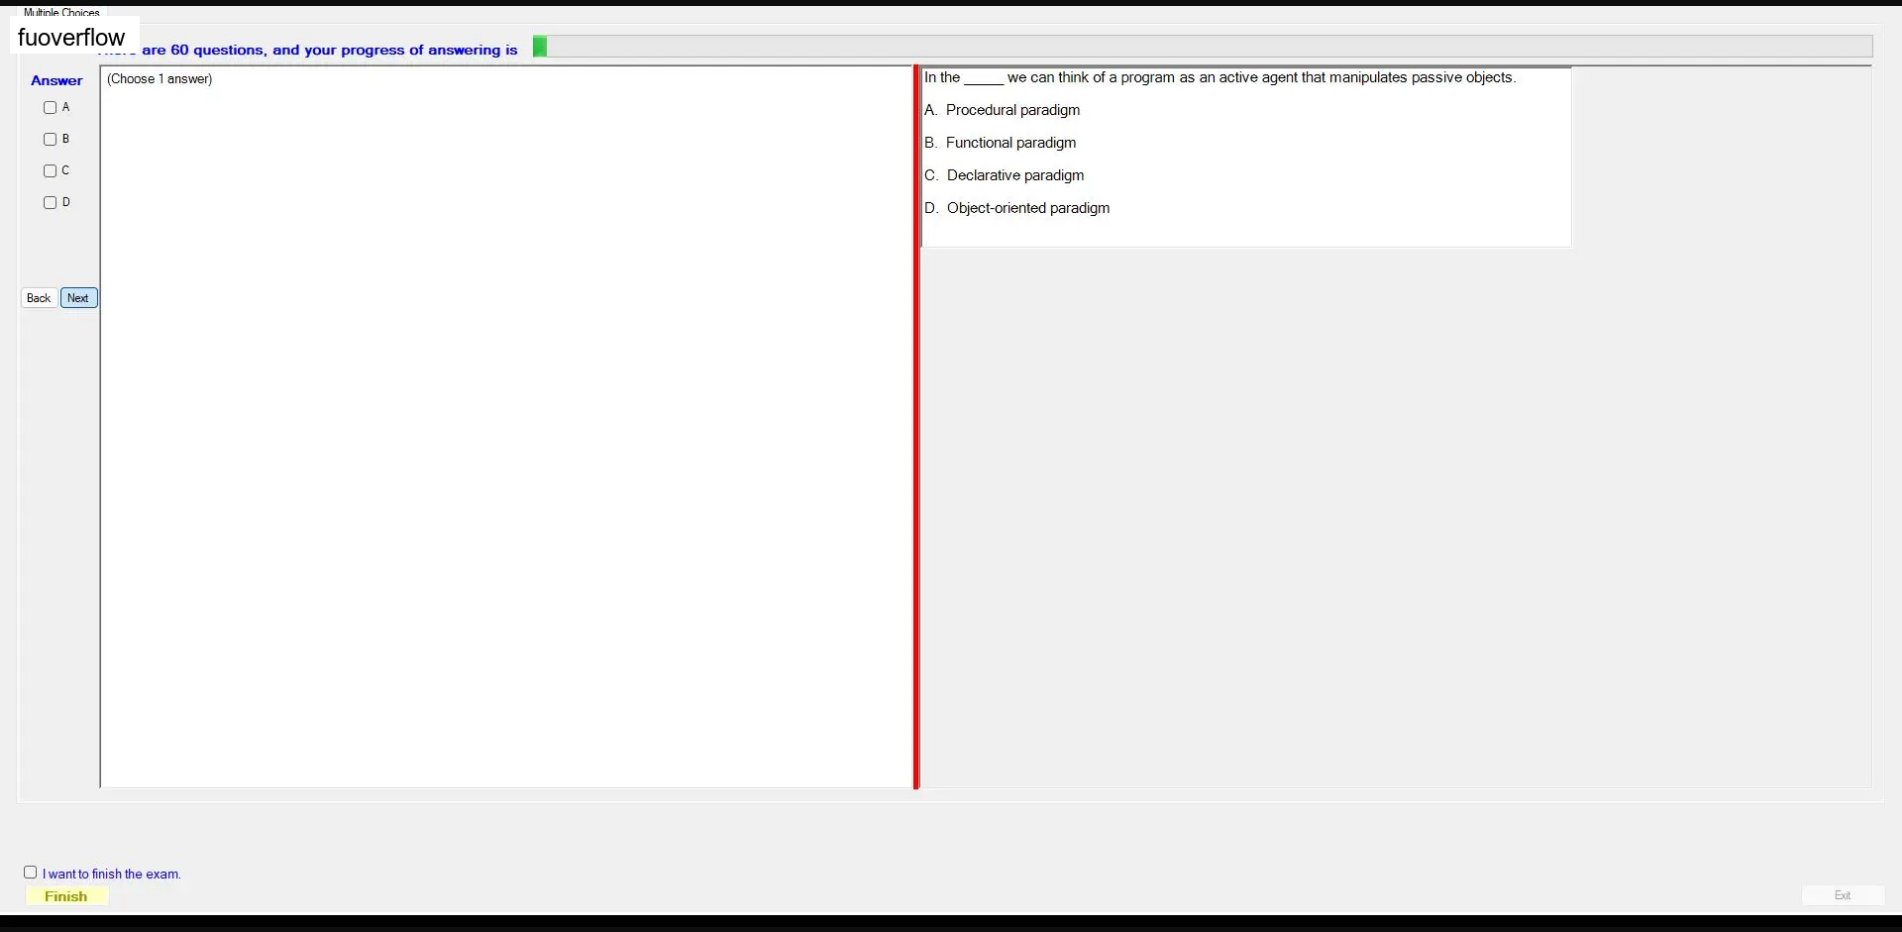 Multiple Choices
fuoverflow
are 60 questions, and your progress of answering is
Answer
(Choose 1 answer)
A
B
C
D
Back Next
In the _____ we can think of a program as an active agent that manipulates passive objects.
A. Procedural paradigm
B. Functional paradigm
C. Declarative paradigm
D. Object-oriented paradigm
I want to finish the exam.
Finish
Exit